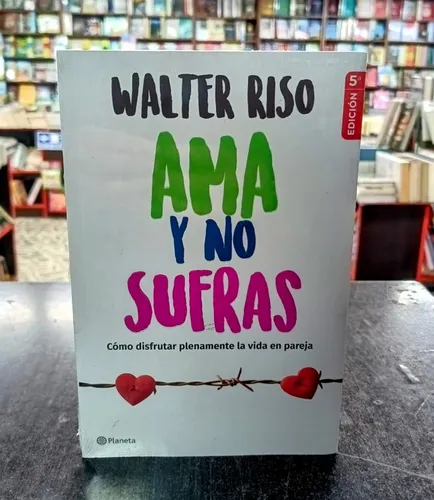 WALTER RISO
5ª
EDICIÓN
AMA
Y NO
SUFRAS
Cómo disfrutar plenamente la vida en pareja
Planeta